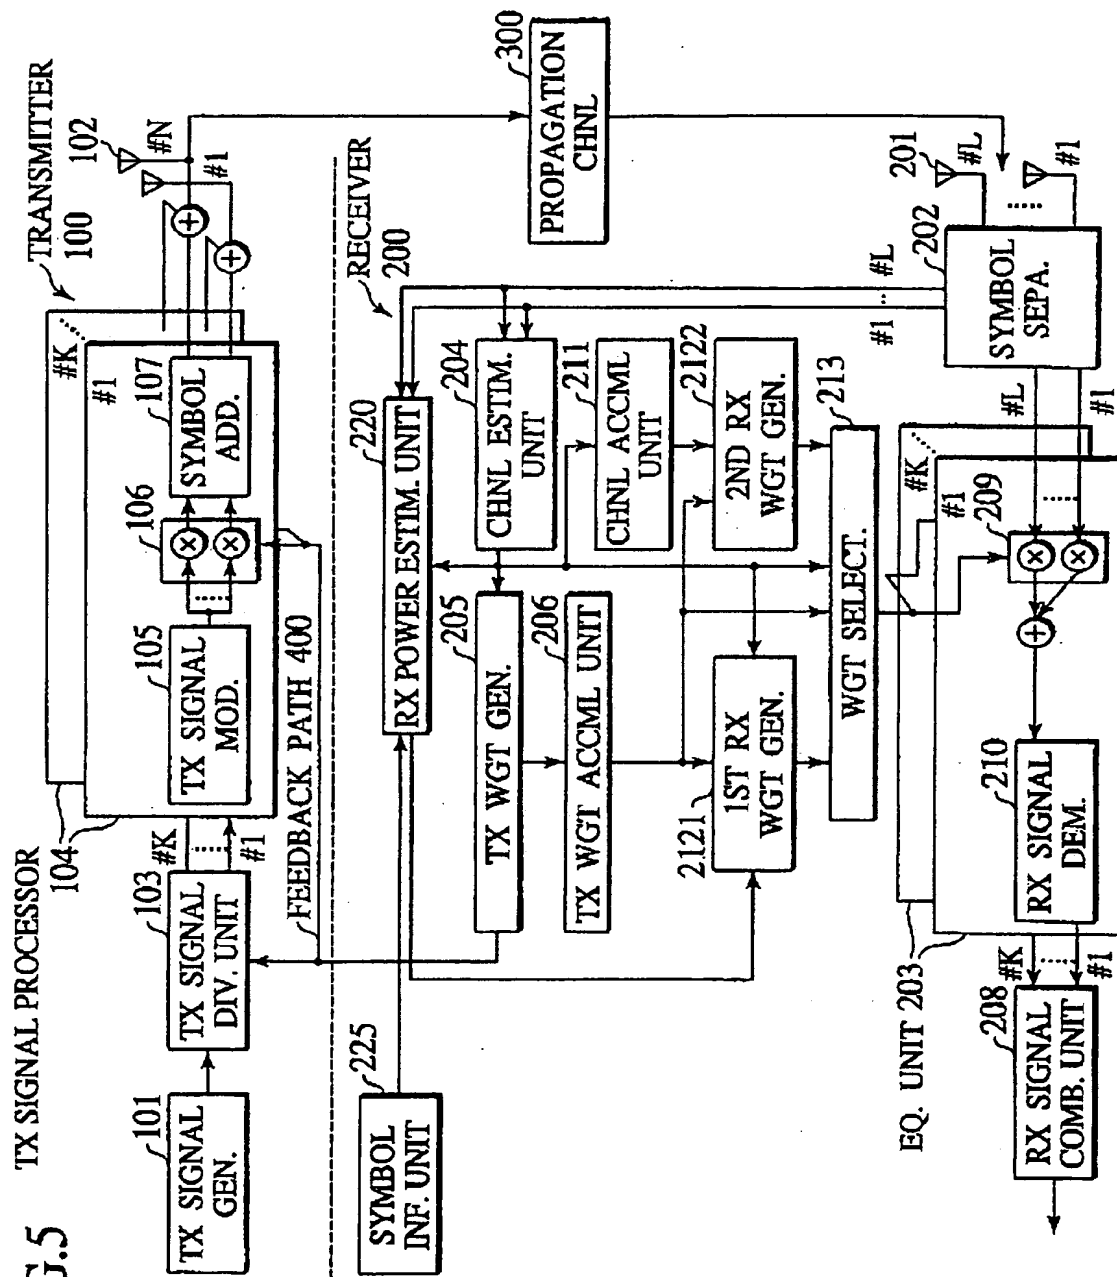 G.5
TX SIGNAL PROCESSOR
TRANSMITTER
100
104
101
TX SIGNAL
GEN.
103
TX SIGNAL
DIV. UNIT
#K
#1
#K
#1
105
TX SIGNAL
MOD.
106
107
SYMBOL
ADD.
102
#N
#1
FEEDBACK PATH 400
300
PROPAGATION
CHNL
RECEIVER
200
225
SYMBOL
INF. UNIT
220
RX POWER ESTIM. UNIT
205
TX WGT GEN.
204
CHNL ESTIM.
UNIT
206
TX WGT ACCML UNIT
211
CHNL ACCML
UNIT
2121
1ST RX
WGT GEN.
2122
2ND RX
WGT GEN.
213
WGT SELECT.
#1
#L
201
#L
#1
202
SYMBOL
SEPA.
#L
#1
EQ. UNIT 203
#K
#1
209
210
RX SIGNAL
DEM.
#K
#1
208
RX SIGNAL
COMB. UNIT